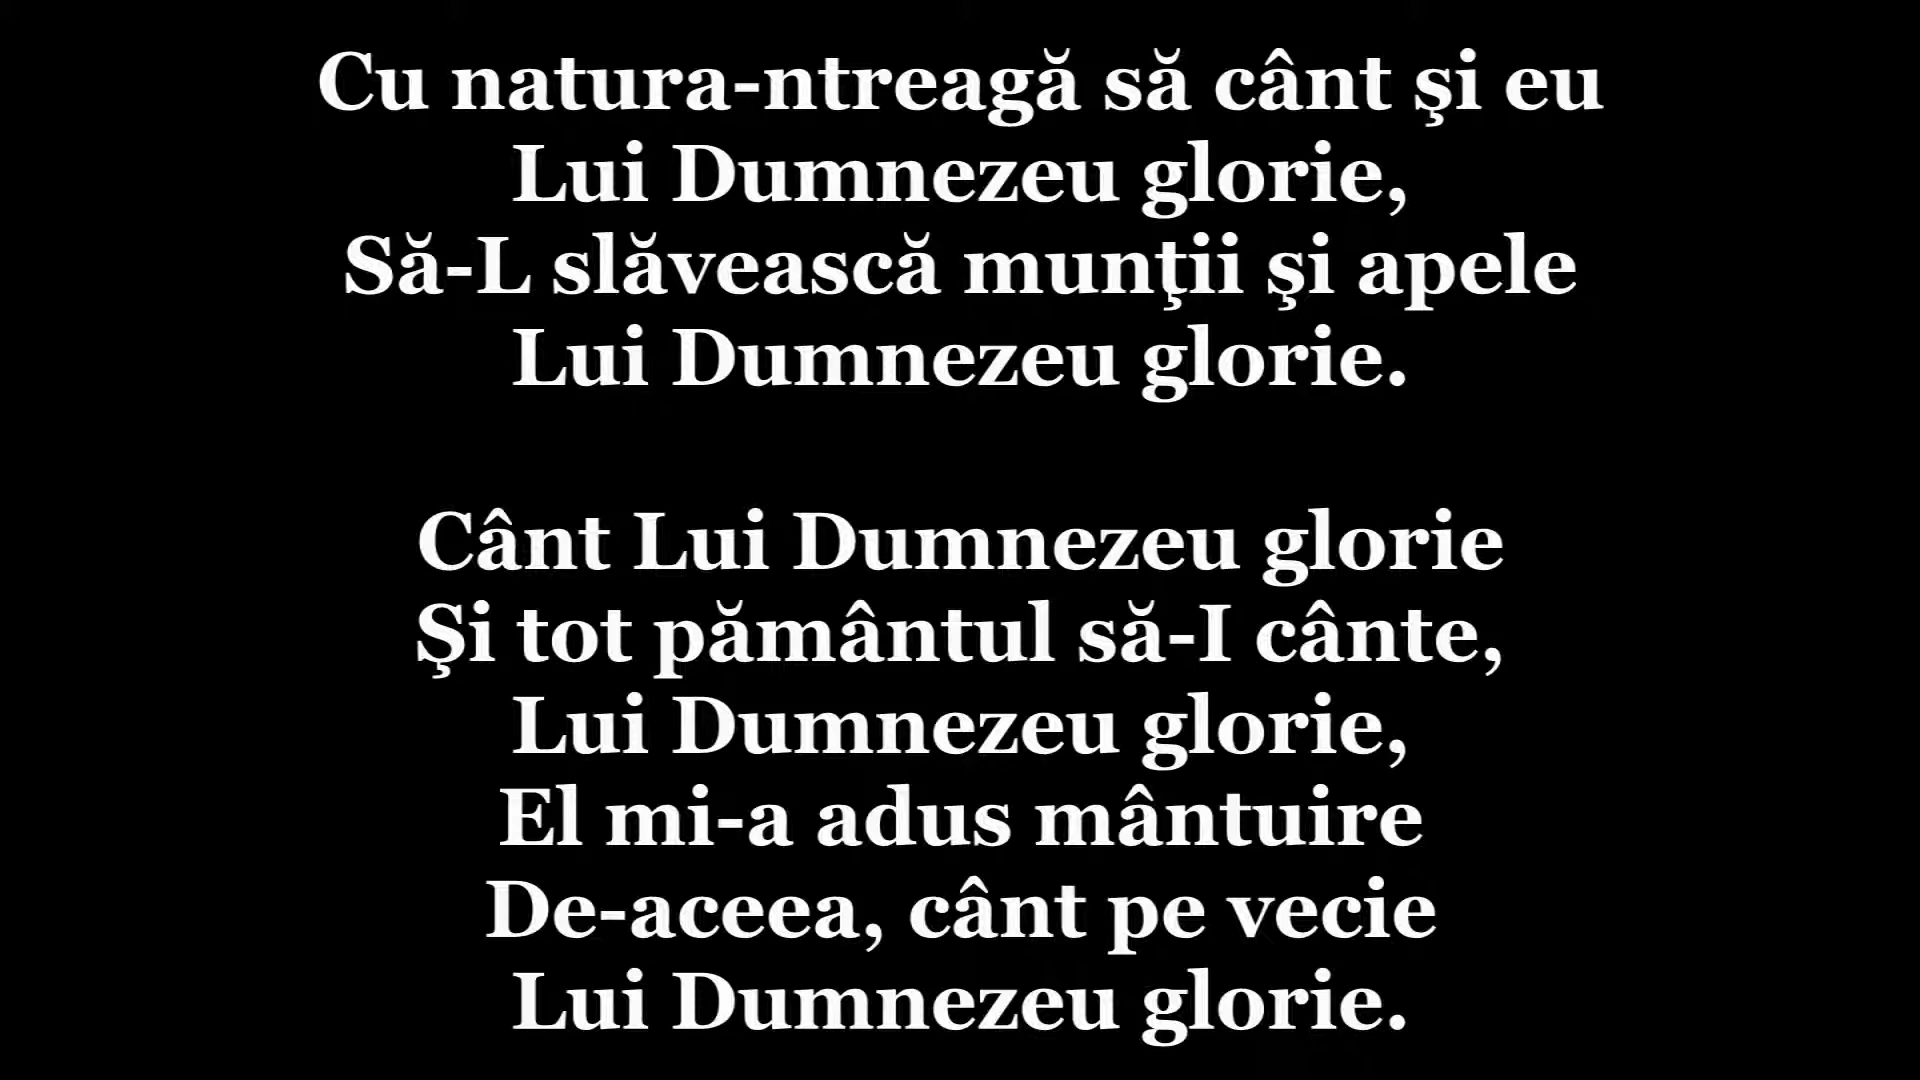 Cu natura-ntreagă să cânt şi eu
Lui Dumnezeu glorie,
Să-L slăvească munţii şi apele
Lui Dumnezeu glorie.
Cânt Lui Dumnezeu glorie
Şi tot pământul să-I cânte,
Lui Dumnezeu glorie,
El mi-a adus mântuire
De-aceea, cânt pe vecie
Lui Dumnezeu glorie.